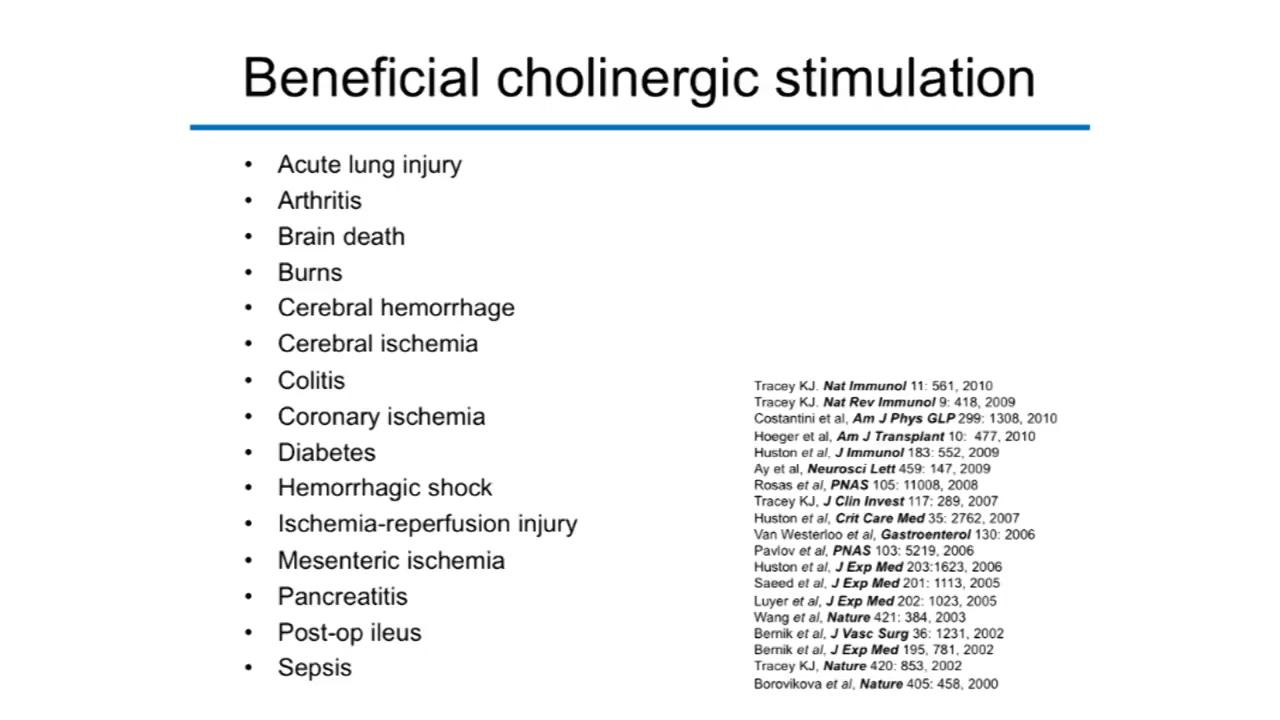 Beneficial cholinergic stimulation
• Acute lung injury
• Arthritis
• Brain death
• Burns
• Cerebral hemorrhage
• Cerebral ischemia
• Colitis
• Coronary ischemia
• Diabetes
• Hemorrhagic shock
• Ischemia-reperfusion injury
• Mesenteric ischemia
• Pancreatitis
• Post-op ileus
• Sepsis
Tracey KJ. Nat Immunol 11: 561, 2010
Tracey KJ. Nat Rev Immunol 9: 418, 2009
Costantini et al, Am J Phys GLP 299: 1308, 2010
Hoeger et al, Am J Transplant 10: 477, 2010
Huston et al, J Immunol 183: 552, 2009
Ay et al, Neurosci Lett 459: 147, 2009
Rosas et al, PNAS 105: 11008, 2008
Tracey KJ, J Clin Invest 117: 289, 2007
Huston et al, Crit Care Med 35: 2762, 2007
Van Westerloo et al, Gastroenterol 130: 2006
Pavlov et al, PNAS 103: 5219, 2006
Huston et al, J Exp Med 203:1623, 2006
Saeed et al, J Exp Med 201: 1113, 2005
Luyer et al, J Exp Med 202: 1023, 2005
Wang et al, Nature 421: 384, 2003
Bernik et al, J Vasc Surg 36: 1231, 2002
Bernik et al, J Exp Med 195, 781, 2002
Tracey KJ, Nature 420: 853, 2002
Borovikova et al, Nature 405: 458, 2000